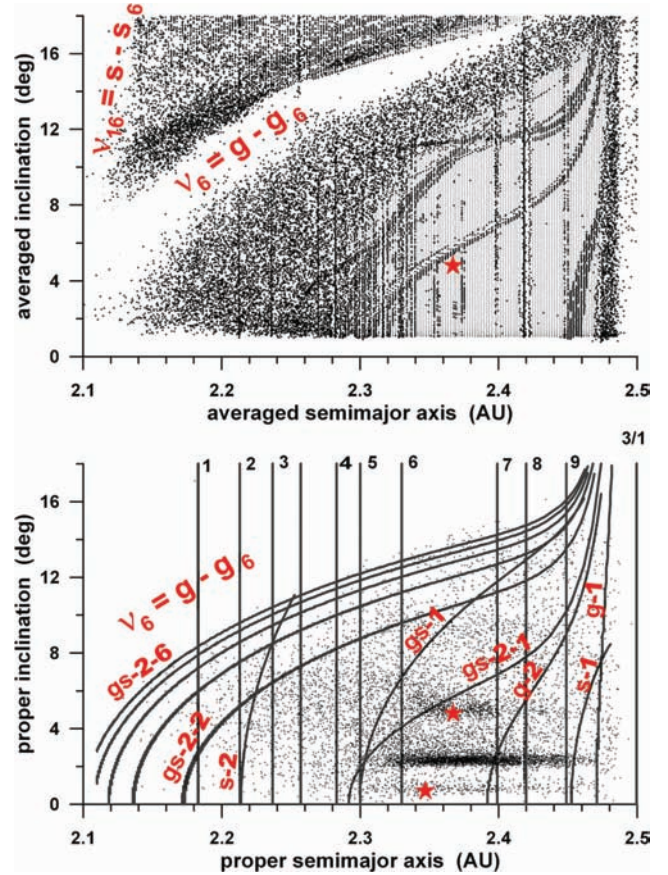 16
12
8
4
0
averaged inclination (deg)
ν16 = s - s6
ν6 = g - g6
2.1 2.2 2.3 2.4 2.5
averaged semimajor axis (AU)
3/1
16
12
8
4
0
proper inclination (deg)
1 2 3 4 5 6 7 8 9
ν6 = g - g6
gs-2-6
gs-2-2
s-2
gs-1
gs-2-1
g-2
s-1
g-1
2.1 2.2 2.3 2.4 2.5
proper semimajor axis (AU)